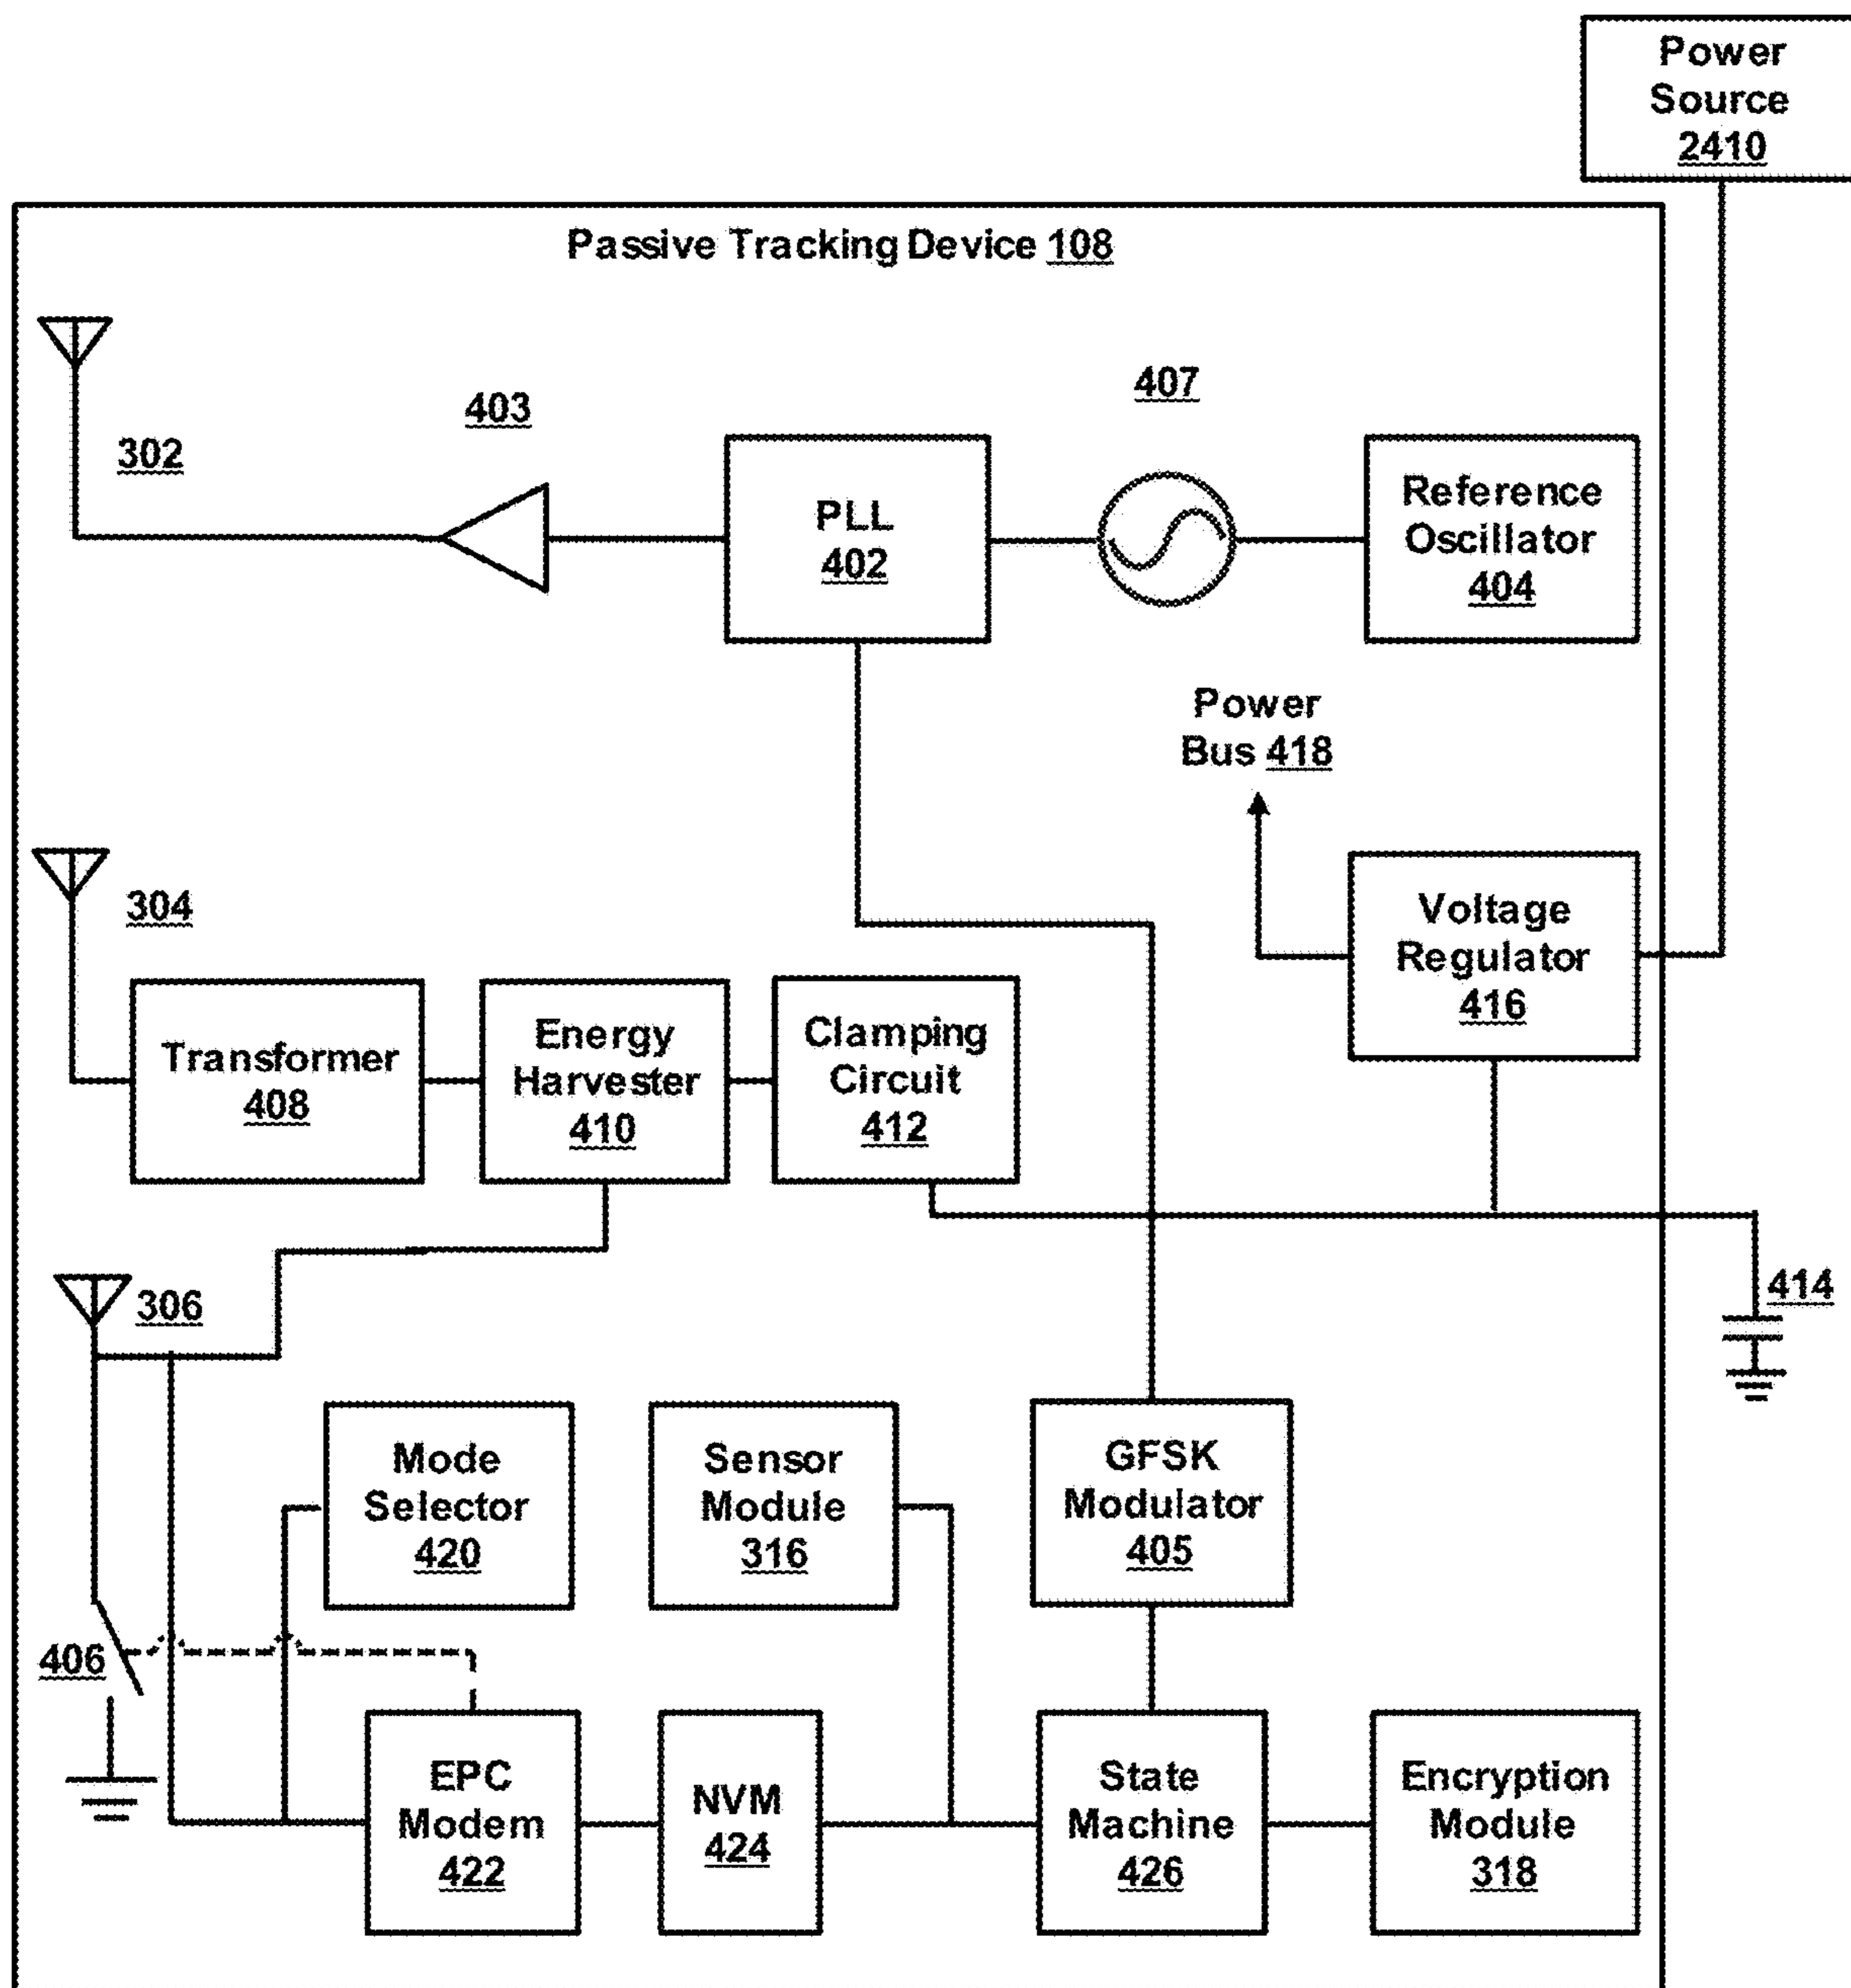 Power
Source
2410
Passive Tracking Device 108
407
403
302
PLL
402
Reference
Oscillator
404
Power
Bus 418
304
Voltage
Regulator
416
Transformer
408
Energy
Harvester
410
Clamping
Circuit
412
306
414
Mode
Selector
420
Sensor
Module
316
GFSK
Modulator
405
406
EPC
Modem
422
NVM
424
State
Machine
426
Encryption
Module
318